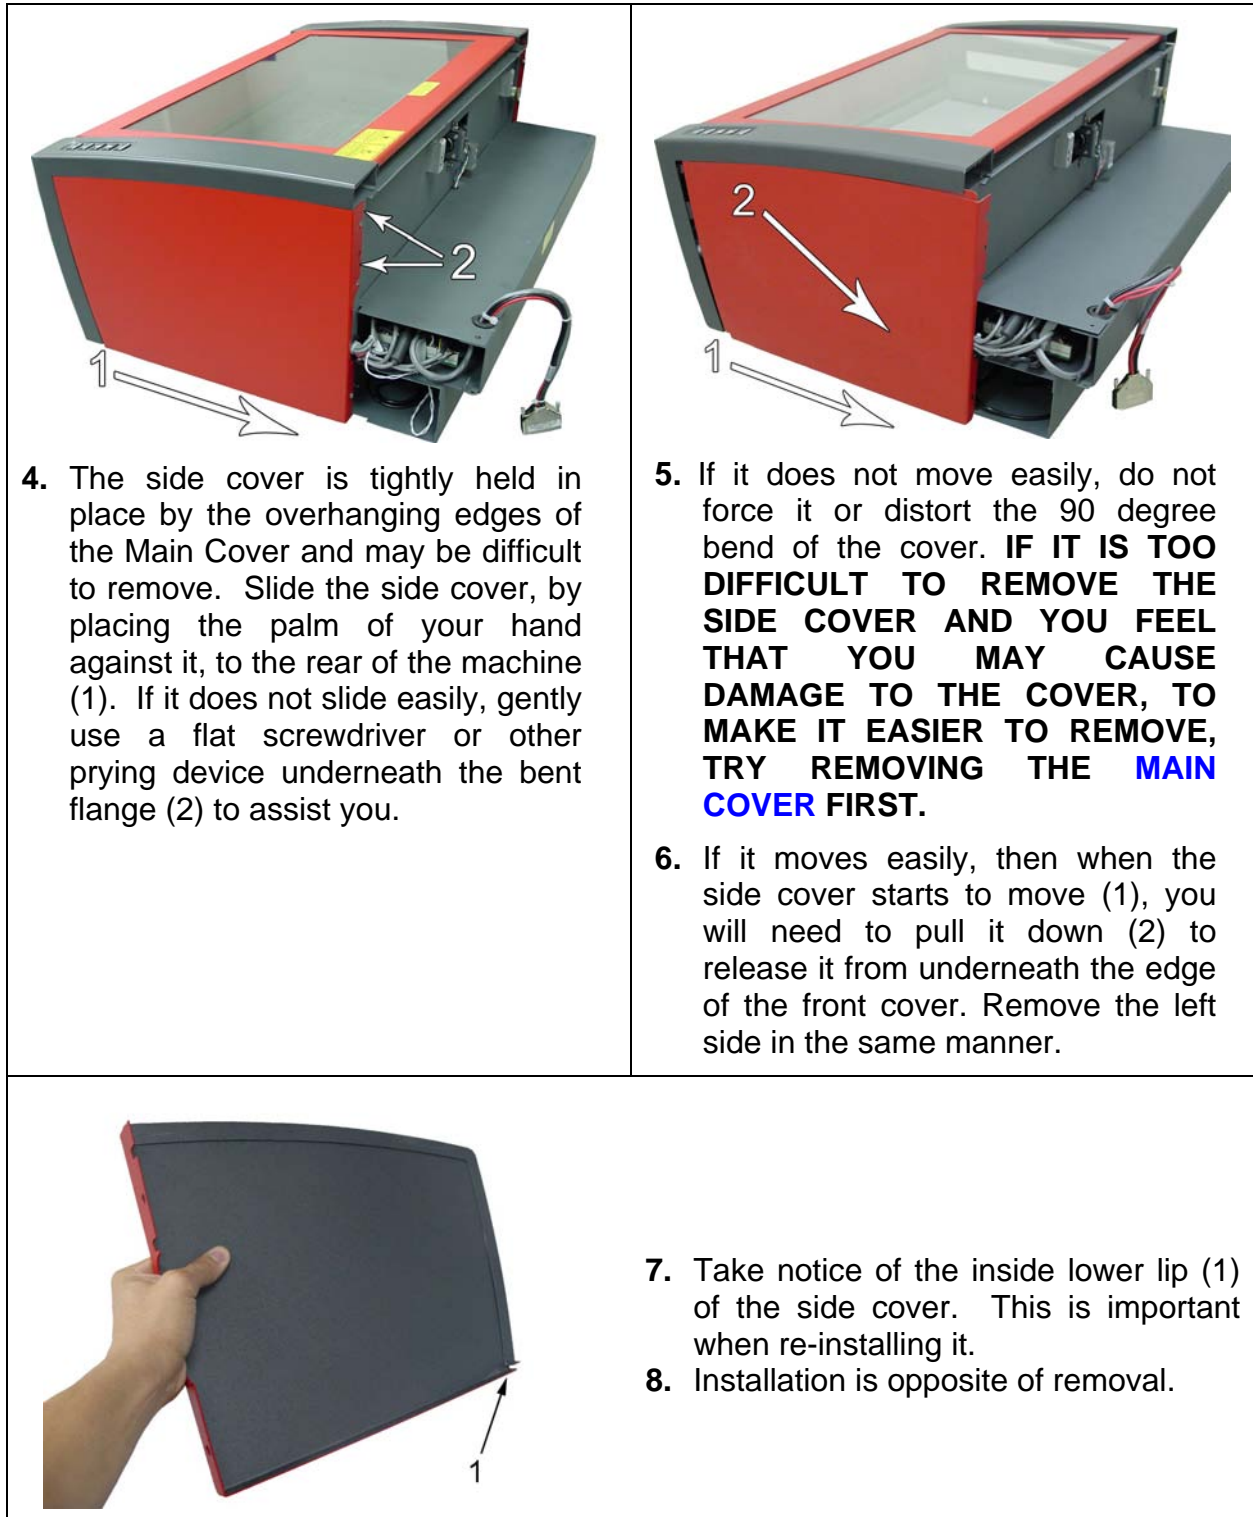 1
2
4. The side cover is tightly held in
place by the overhanging edges of
the Main Cover and may be difficult
to remove. Slide the side cover, by
placing the palm of your hand
against it, to the rear of the machine
(1). If it does not slide easily, gently
use a flat screwdriver or other
prying device underneath the bent
flange (2) to assist you.
2
1
5. If it does not move easily, do not
force it or distort the 90 degree
bend of the cover. IF IT IS TOO
DIFFICULT TO REMOVE THE
SIDE COVER AND YOU FEEL
THAT YOU MAY CAUSE
DAMAGE TO THE COVER, TO
MAKE IT EASIER TO REMOVE,
TRY REMOVING THE MAIN
COVER FIRST.
6. If it moves easily, then when the
side cover starts to move (1), you
will need to pull it down (2) to
release it from underneath the edge
of the front cover. Remove the left
side in the same manner.
1
7. Take notice of the inside lower lip (1)
of the side cover. This is important
when re-installing it.
8. Installation is opposite of removal.